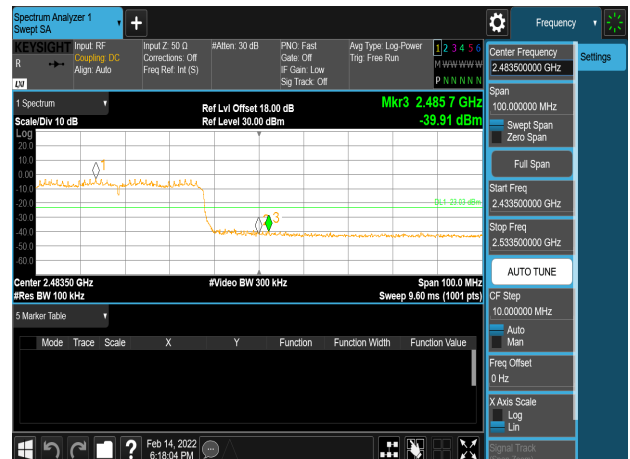 Spectrum Analyzer 1
Swept SA
Frequency
KEYSIGHT
R
LXI
Input: RF
Coupling: DC
Align: Auto
Input Z: 50 Ω
Corrections: Off
Freq Ref: Int (S)
#Atten: 30 dB
PNO: Fast
Gate: Off
IF Gain: Low
Sig Track: Off
Avg Type: Log-Power
Trig: Free Run
1 2 3 4 5 6
M W W W W W
P N N N N N
1 Spectrum
Scale/Div 10 dB
Ref Lvl Offset 18.00 dB
Ref Level 30.00 dBm
Mkr3 2.485 7 GHz
-39.91 dBm
Log
20.0
10.0
0.00
-10.0
-20.0
-30.0
-40.0
-50.0
-60.0
1
2
3
DL1 -23.03 dBm
Center 2.48350 GHz
#Res BW 100 kHz
#Video BW 300 kHz
Span 100.0 MHz
Sweep 9.60 ms (1001 pts)
5 Marker Table
Mode Trace Scale X Y Function Function Width Function Value
Feb 14, 2022
6:18:04 PM
Center Frequency
2.483500000 GHz
Settings
Span
100.000000 MHz
Swept Span
Zero Span
Full Span
Start Freq
2.433500000 GHz
Stop Freq
2.533500000 GHz
AUTO TUNE
CF Step
10.000000 MHz
Auto
Man
Freq Offset
0 Hz
X Axis Scale
Log
Lin
Signal Track